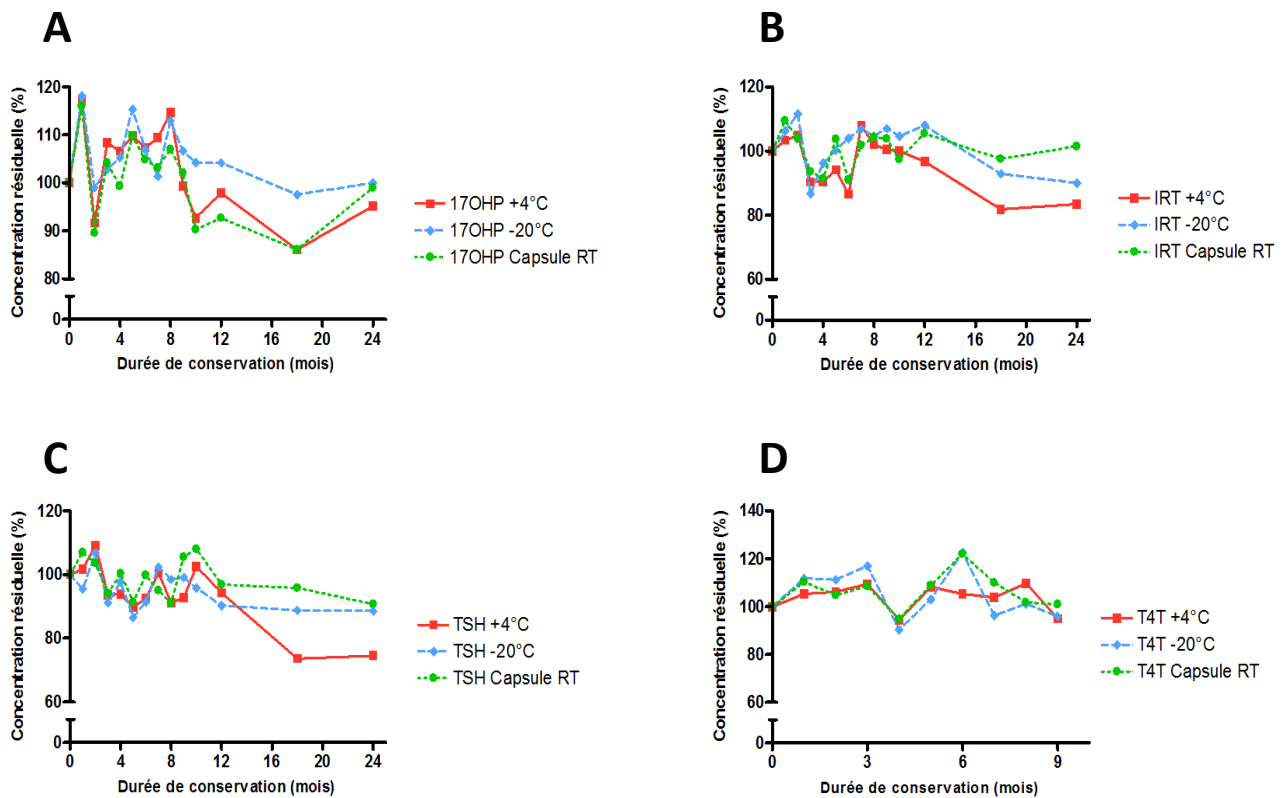 A
Concentration résiduelle (%)
120
110
100
90
80
0
0 4 8 12 16 20 24
Durée de conservation (mois)
17OHP +4°C
17OHP -20°C
17OHP Capsule RT
B
Concentration résiduelle (%)
120
100
80
60
0
0 4 8 12 16 20 24
Durée de conservation (mois)
IRT +4°C
IRT -20°C
IRT Capsule RT
C
Concentration résiduelle (%)
120
100
80
60
0
0 4 8 12 16 20 24
Durée de conservation (mois)
TSH +4°C
TSH -20°C
TSH Capsule RT
D
Concentration résiduelle (%)
140
120
100
80
60
0
0 3 6 9
Durée de conservation (mois)
T4T +4°C
T4T -20°C
T4T Capsule RT